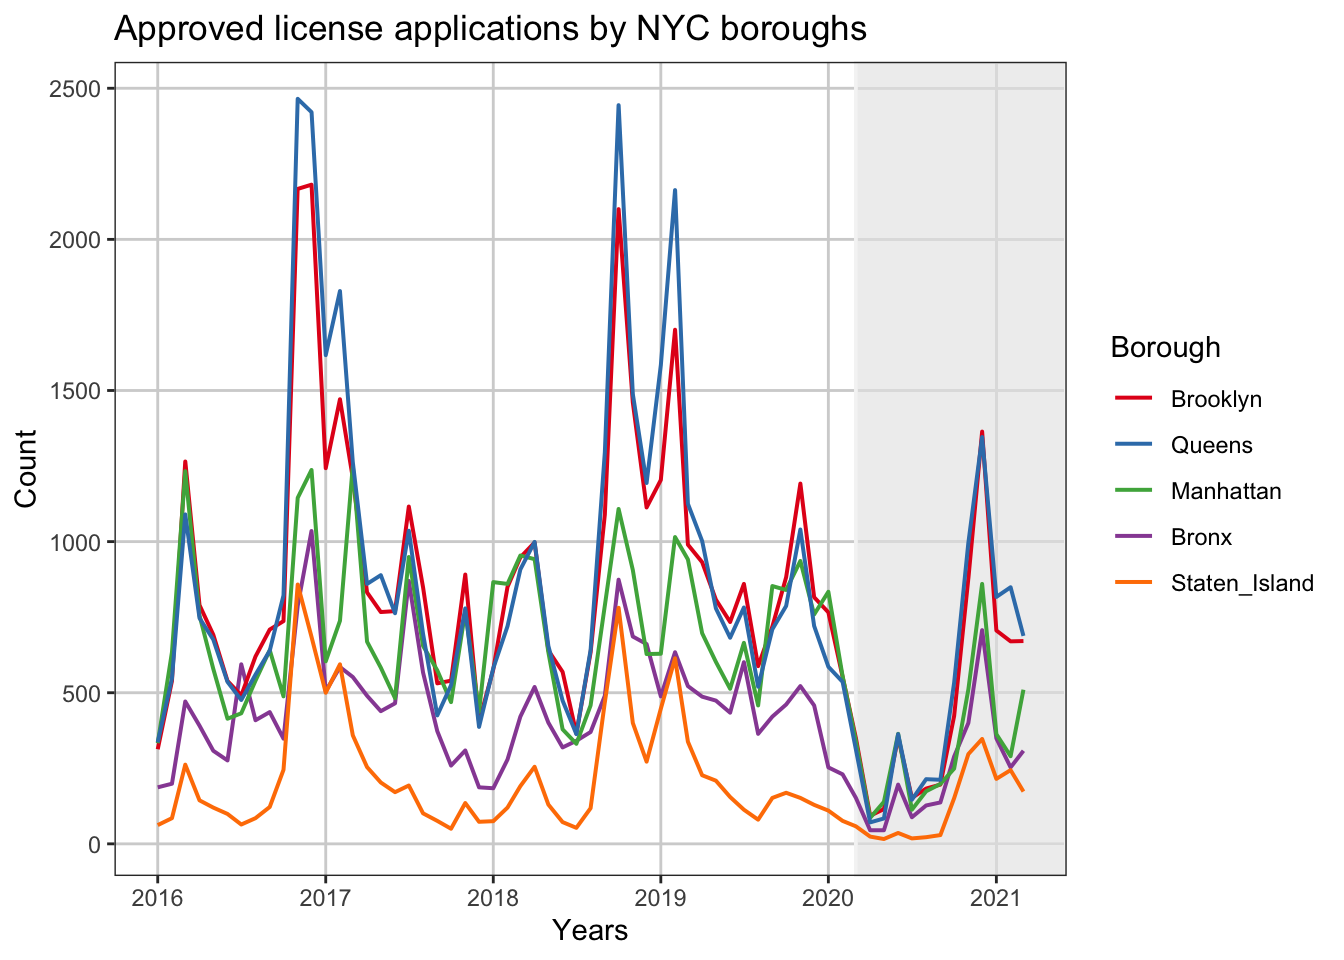 Approved license applications by NYC boroughs
2500
2000
1500
1000
500
0
Count
2016 2017 2018 2019 2020 2021
Years
Borough
Brooklyn
Queens
Manhattan
Bronx
Staten_Island